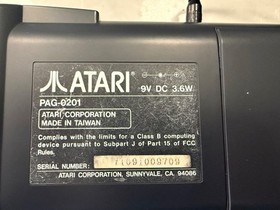 ATARI
9V DC 3.6W
PAG-0201
ATARI CORPORATION
MADE IN TAIWAN
Complies with the limits for a Class B computing
device pursuant to Subpart J of Part 15 of FCC
Rules.
SERIAL NUMBER:
ATARI CORPORATION, SUNNYVALE, CA. 94086